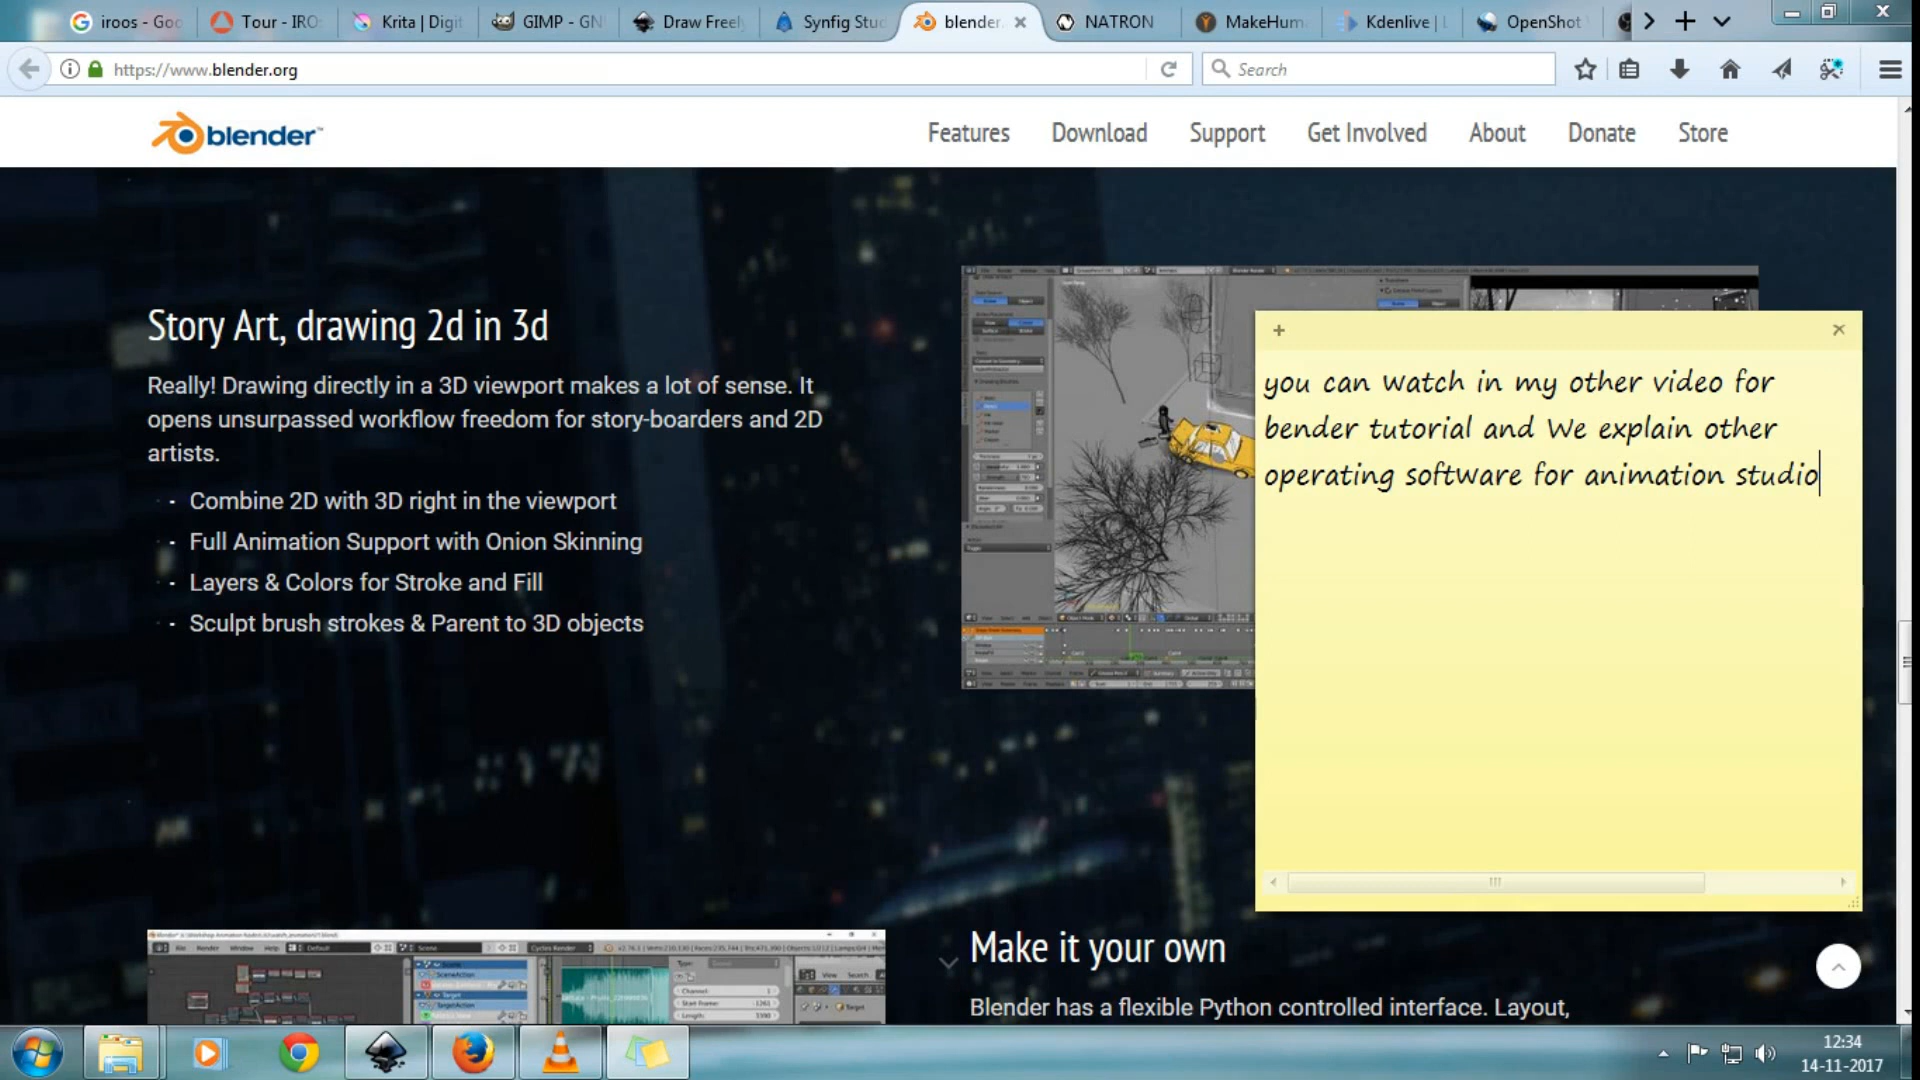 iroos - Goo
Tour - IRO
Krita | Digit
GIMP - GN
Draw Freely
Synfig Stu
blender.
NATRON
MakeHum
Kdenlive | L
OpenShot
https://www.blender.org
Search
blender
Features
Download
Support
Get Involved
About
Donate
Store
Story Art, drawing 2d in 3d
Really! Drawing directly in a 3D viewport makes a lot of sense. It
opens unsurpassed workflow freedom for story-boarders and 2D
artists.
- Combine 2D with 3D right in the viewport
- Full Animation Support with Onion Skinning
- Layers & Colors for Stroke and Fill
- Sculpt brush strokes & Parent to 3D objects
you can watch in my other video for
bender tutorial and We explain other
operating software for animation studio
Make it your own
Blender has a flexible Python controlled interface. Layout,
12:34
14-11-2017